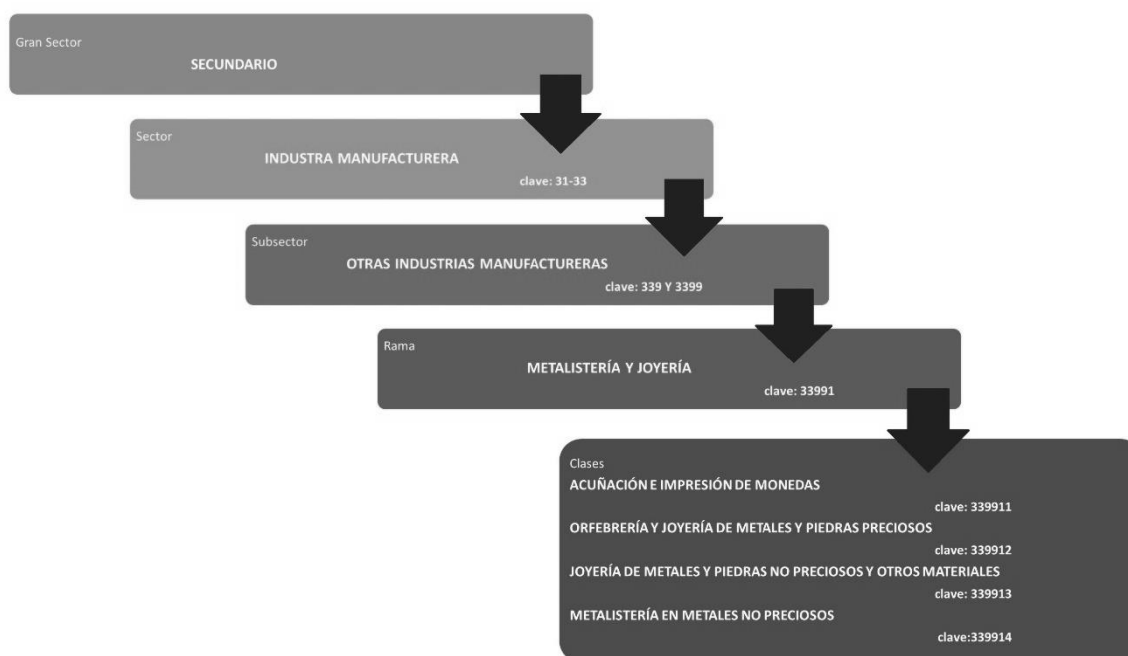 Gran Sector
SECUNDARIO
Sector
INDUSTRA MANUFACTURERA
clave: 31-33
Subsector
OTRAS INDUSTRIAS MANUFACTURERAS
clave: 339 Y 3399
Rama
METALISTERÍA Y JOYERÍA
clave: 33991
Clases
ACUÑACIÓN E IMPRESIÓN DE MONEDAS
clave: 339911
ORFEBRERÍA Y JOYERÍA DE METALES Y PIEDRAS PRECIOSOS
clave: 339912
JOYERÍA DE METALES Y PIEDRAS NO PRECIOSOS Y OTROS MATERIALES
clave: 339913
METALISTERÍA EN METALES NO PRECIOSOS
clave:339914